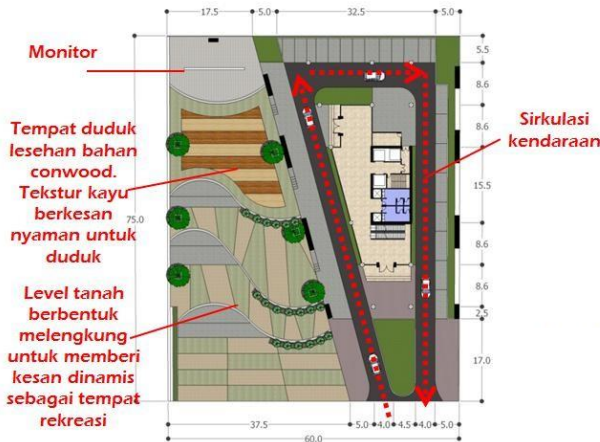 17.5 5.0 32.5 5.0
Monitor
Tempat duduk
lesehan bahan
conwood.
Tekstur kayu
berkesan
nyaman untuk
duduk
75.0
Level tanah
berbentuk
melengkung
untuk memberi
kesan dinamis
sebagai tempat
rekreasi
Sirkulasi
kendaraan
5.5
8.6
8.6
15.5
8.6
8.6
2.5
17.0
37.5 5.0 4.0 4.5 4.0 5.0
60.0